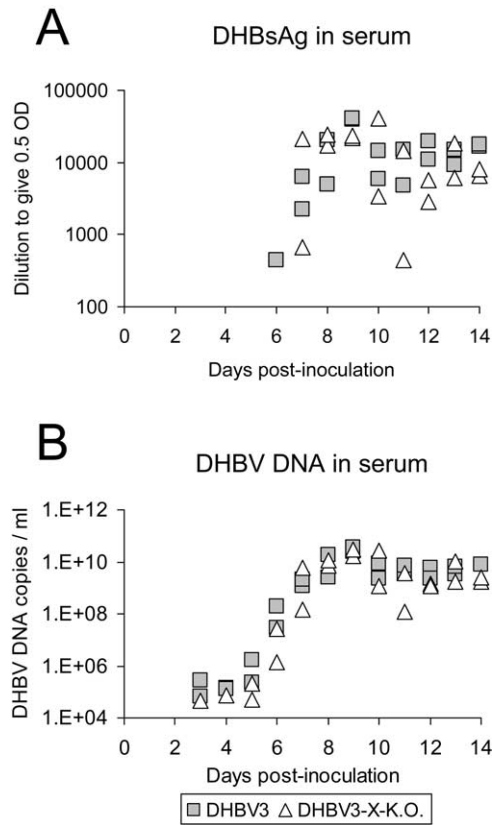 A
DHBsAg in serum
Dilution to give 0.5 OD
100000
10000
1000
100
0 2 4 6 8 10 12 14
Days post-inoculation
B
DHBV DNA in serum
DHBV DNA copies / ml
1.E+12
1.E+10
1.E+08
1.E+06
1.E+04
0 2 4 6 8 10 12 14
Days post-inoculation
DHBV3 DHBV3-X-K.O.